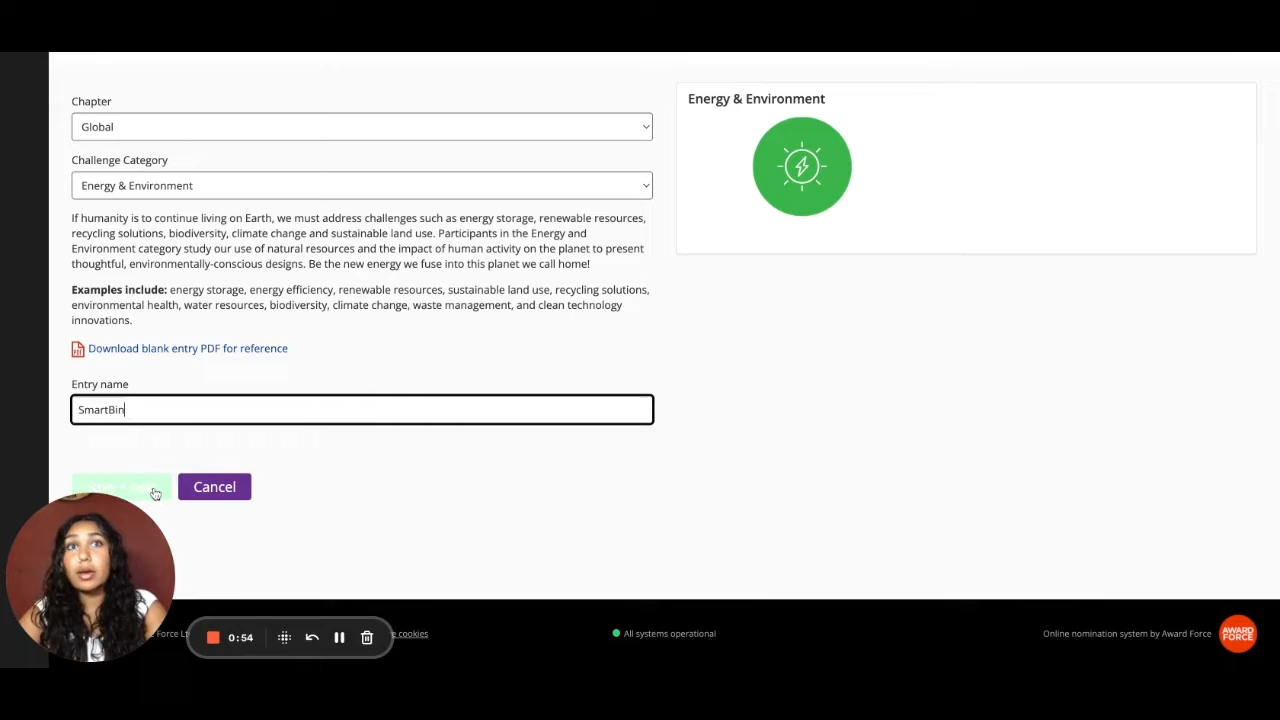 Chapter
Global
Challenge Category
Energy & Environment
If humanity is to continue living on Earth, we must address challenges such as energy storage, renewable resources,
recycling solutions, biodiversity, climate change and sustainable land use. Participants in the Energy and
Environment category study our use of natural resources and the impact of human activity on the planet to present
thoughtful, environmentally-conscious designs. Be the new energy we fuse into this planet we call home!
Examples include: energy storage, energy efficiency, renewable resources, sustainable land use, recycling solutions,
environmental health, water resources, biodiversity, climate change, waste management, and clean technology
innovations.
Download blank entry PDF for reference
Entry name
SmartBin
Cancel
Energy & Environment
0:54
e Force Lt
e cookies
All systems operational
Online nomination system by Award Force
AWARD
FORCE